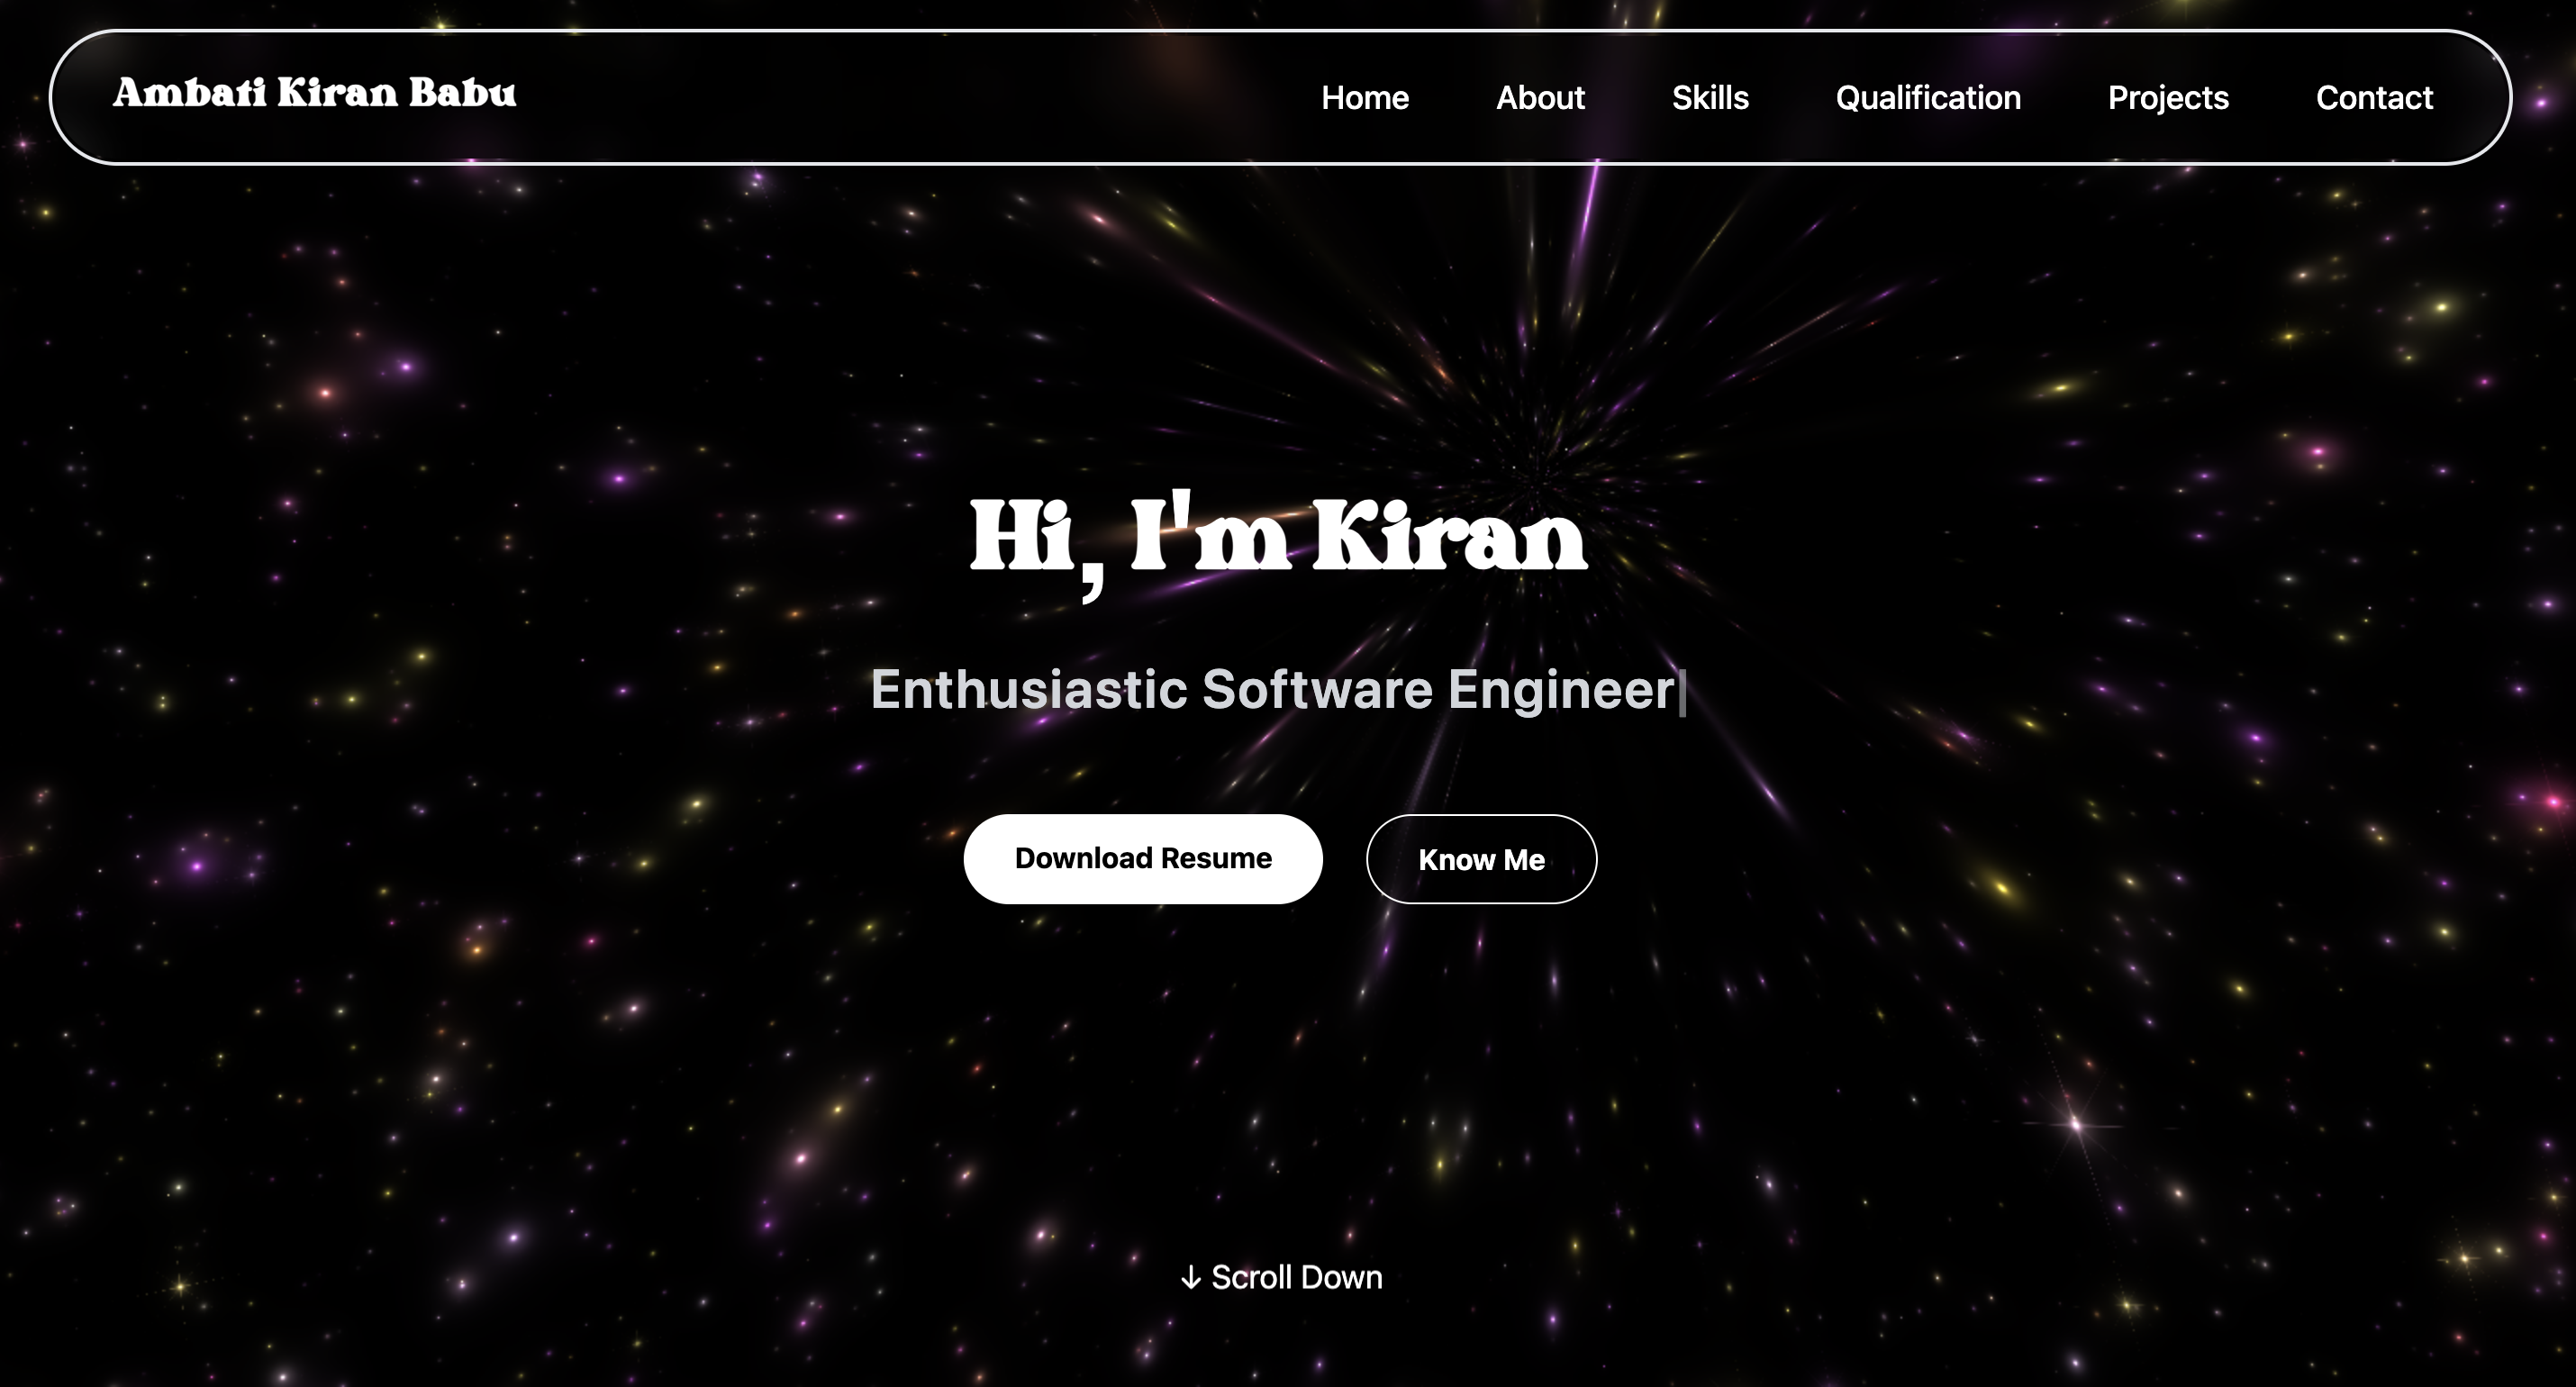 Ambati Kiran Babu
Home About Skills Qualification Projects Contact
Hi, I'm Kiran
Enthusiastic Software Engineer|
Download Resume Know Me
↓ Scroll Down